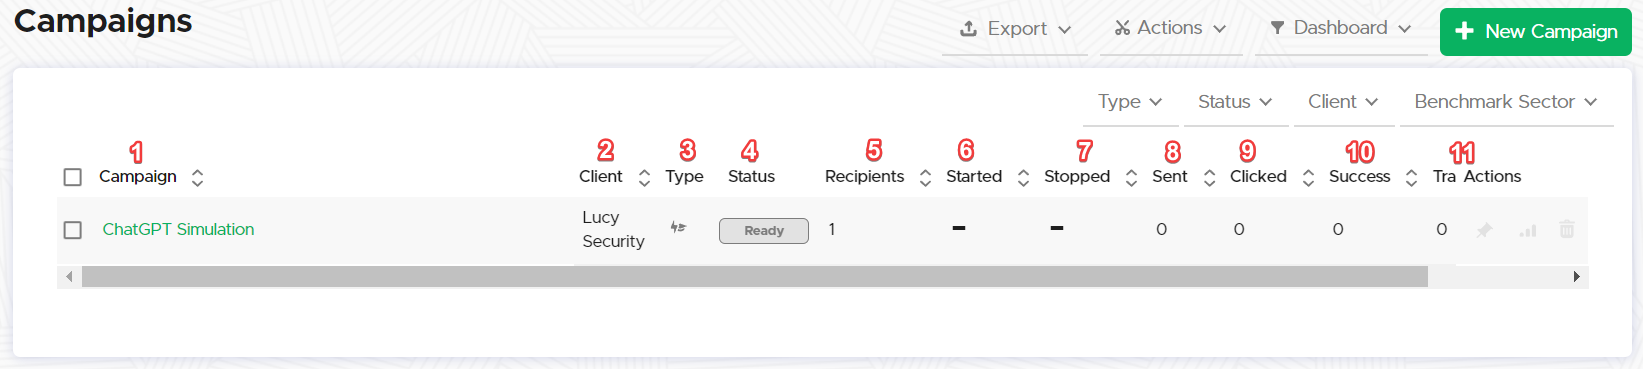 Campaigns
Export Actions Dashboard New Campaign
Type Status Client Benchmark Sector
1 2 3 4 5 6 7 8 9 10 11
Campaign Client Type Status Recipients Started Stopped Sent Clicked Success Tra Actions
ChatGPT Simulation Lucy Security Ready 1 - - 0 0 0 0